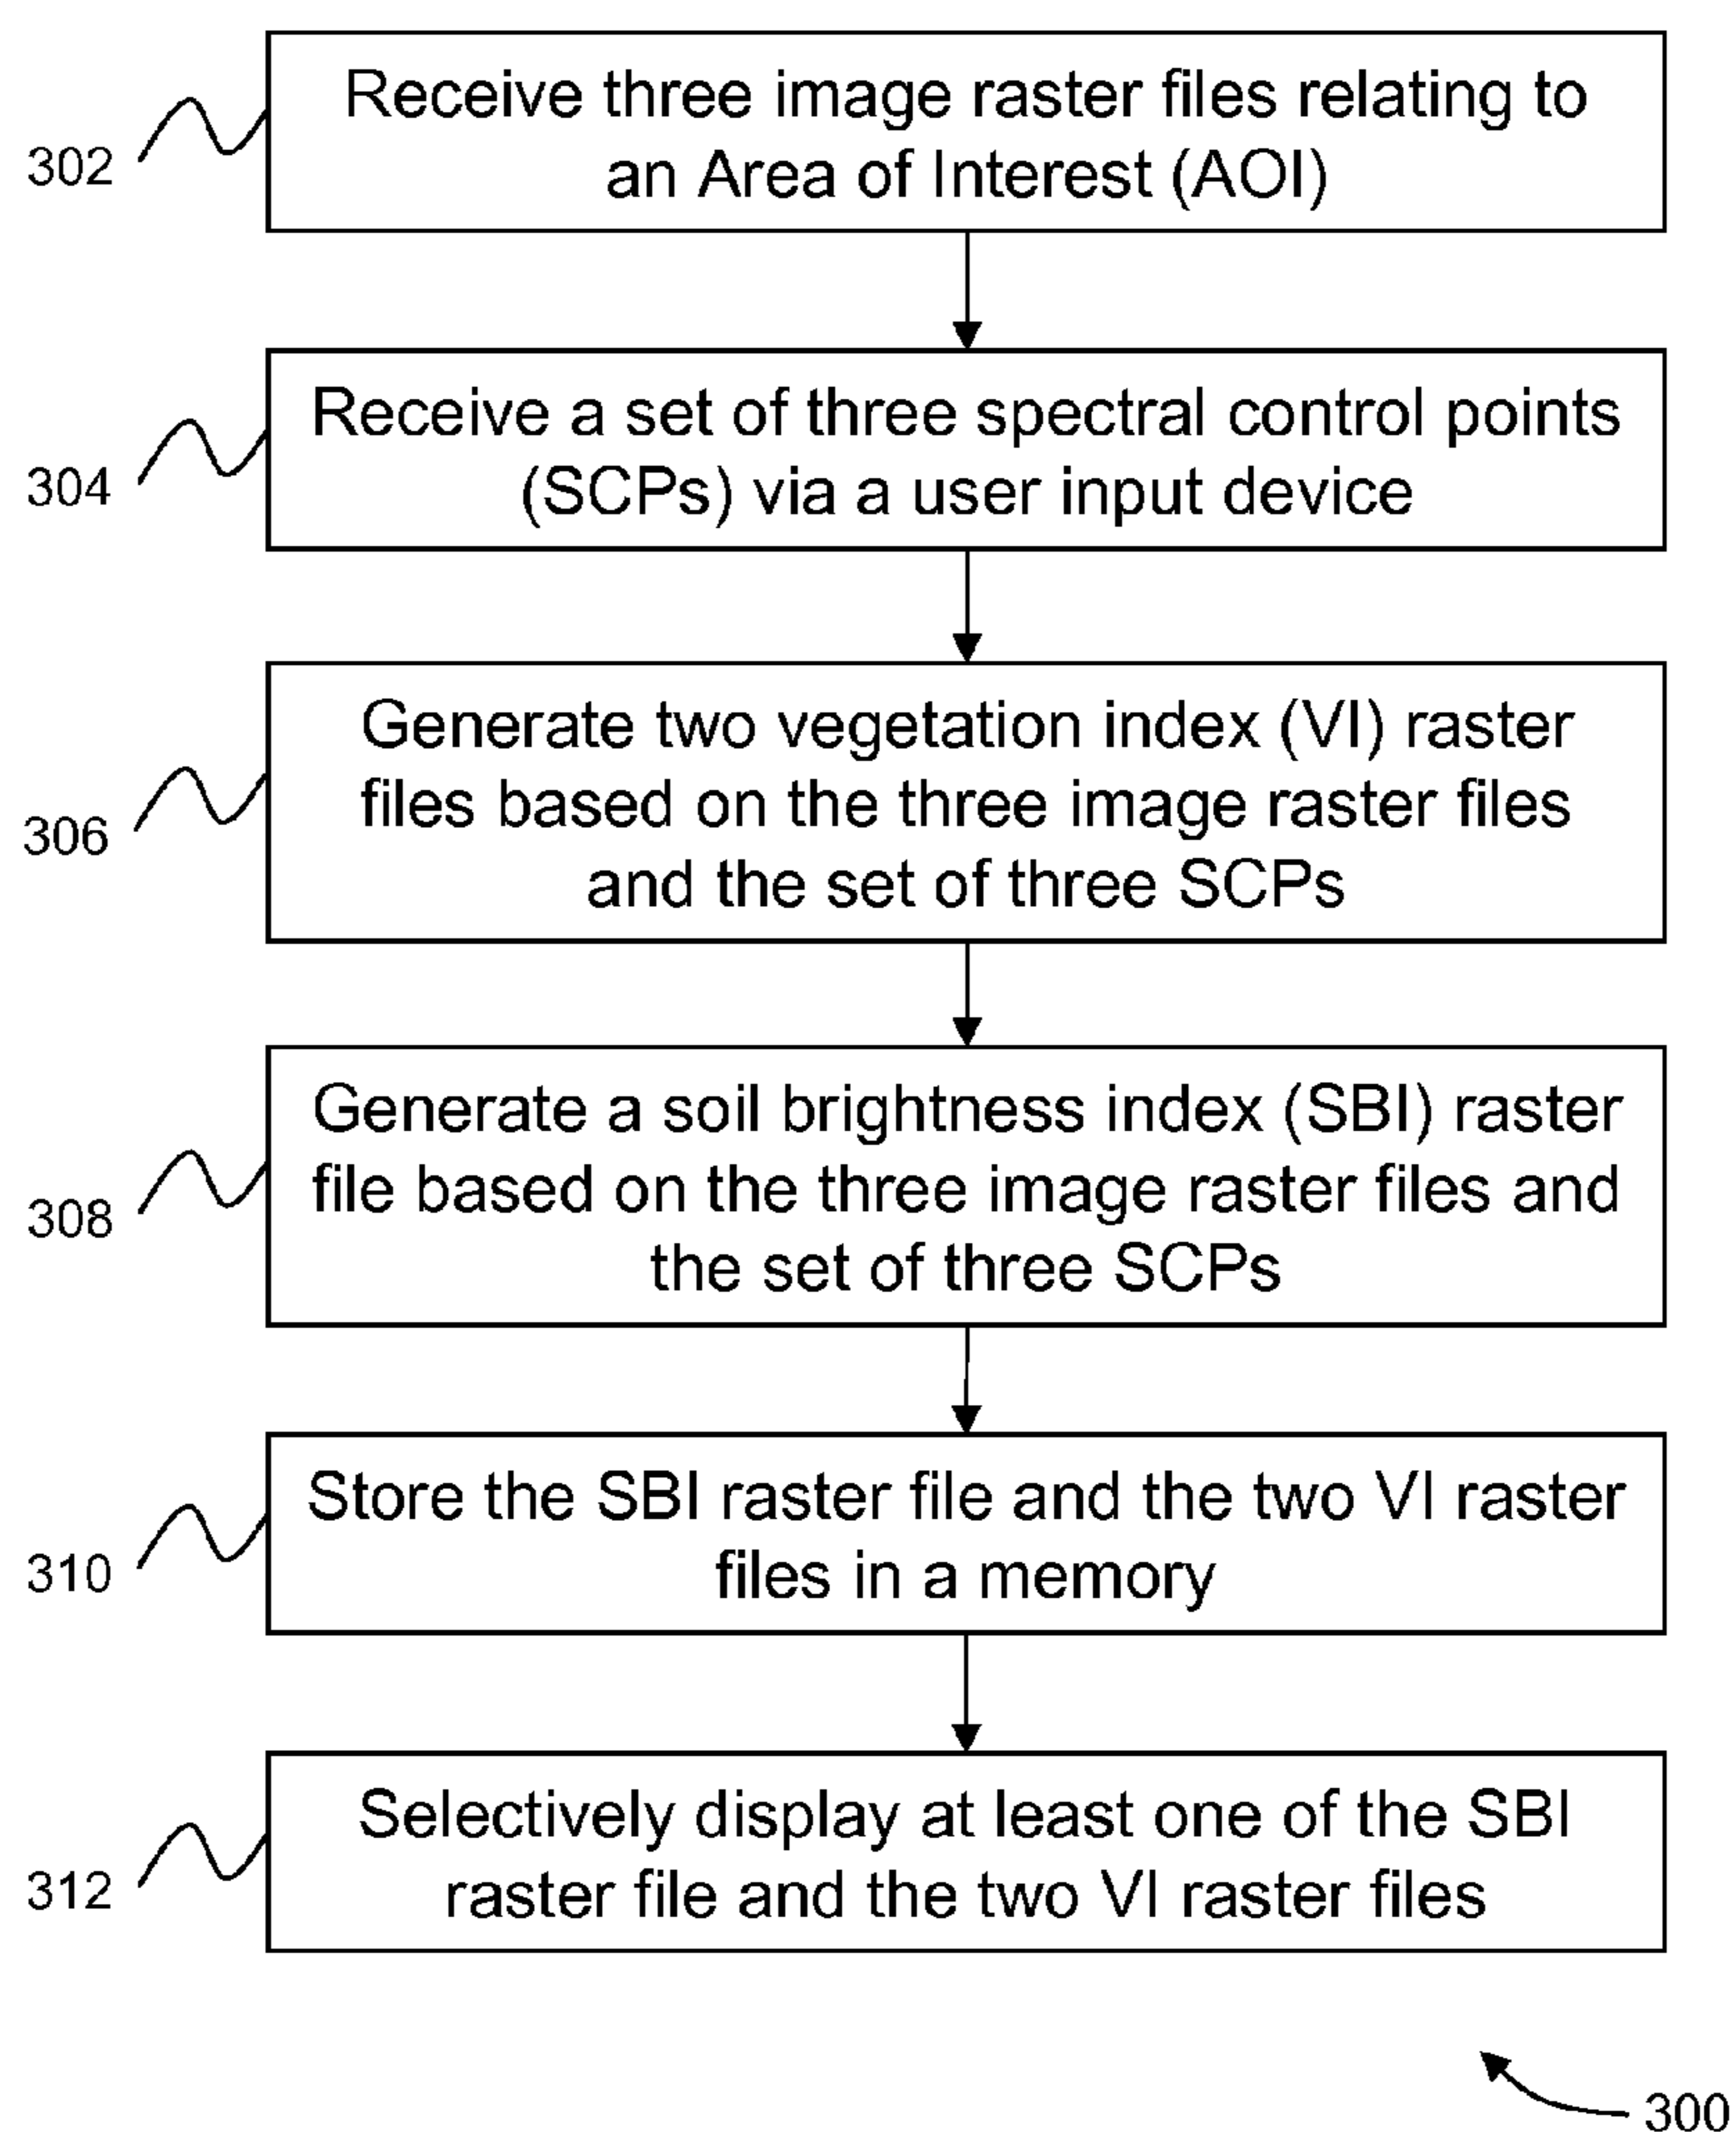 Receive three image raster files relating to
an Area of Interest (AOI)
302
Receive a set of three spectral control points
(SCPs) via a user input device
304
Generate two vegetation index (VI) raster
files based on the three image raster files
and the set of three SCPs
306
Generate a soil brightness index (SBI) raster
file based on the three image raster files and
the set of three SCPs
308
Store the SBI raster file and the two VI raster
files in a memory
310
Selectively display at least one of the SBI
raster file and the two VI raster files
312
300